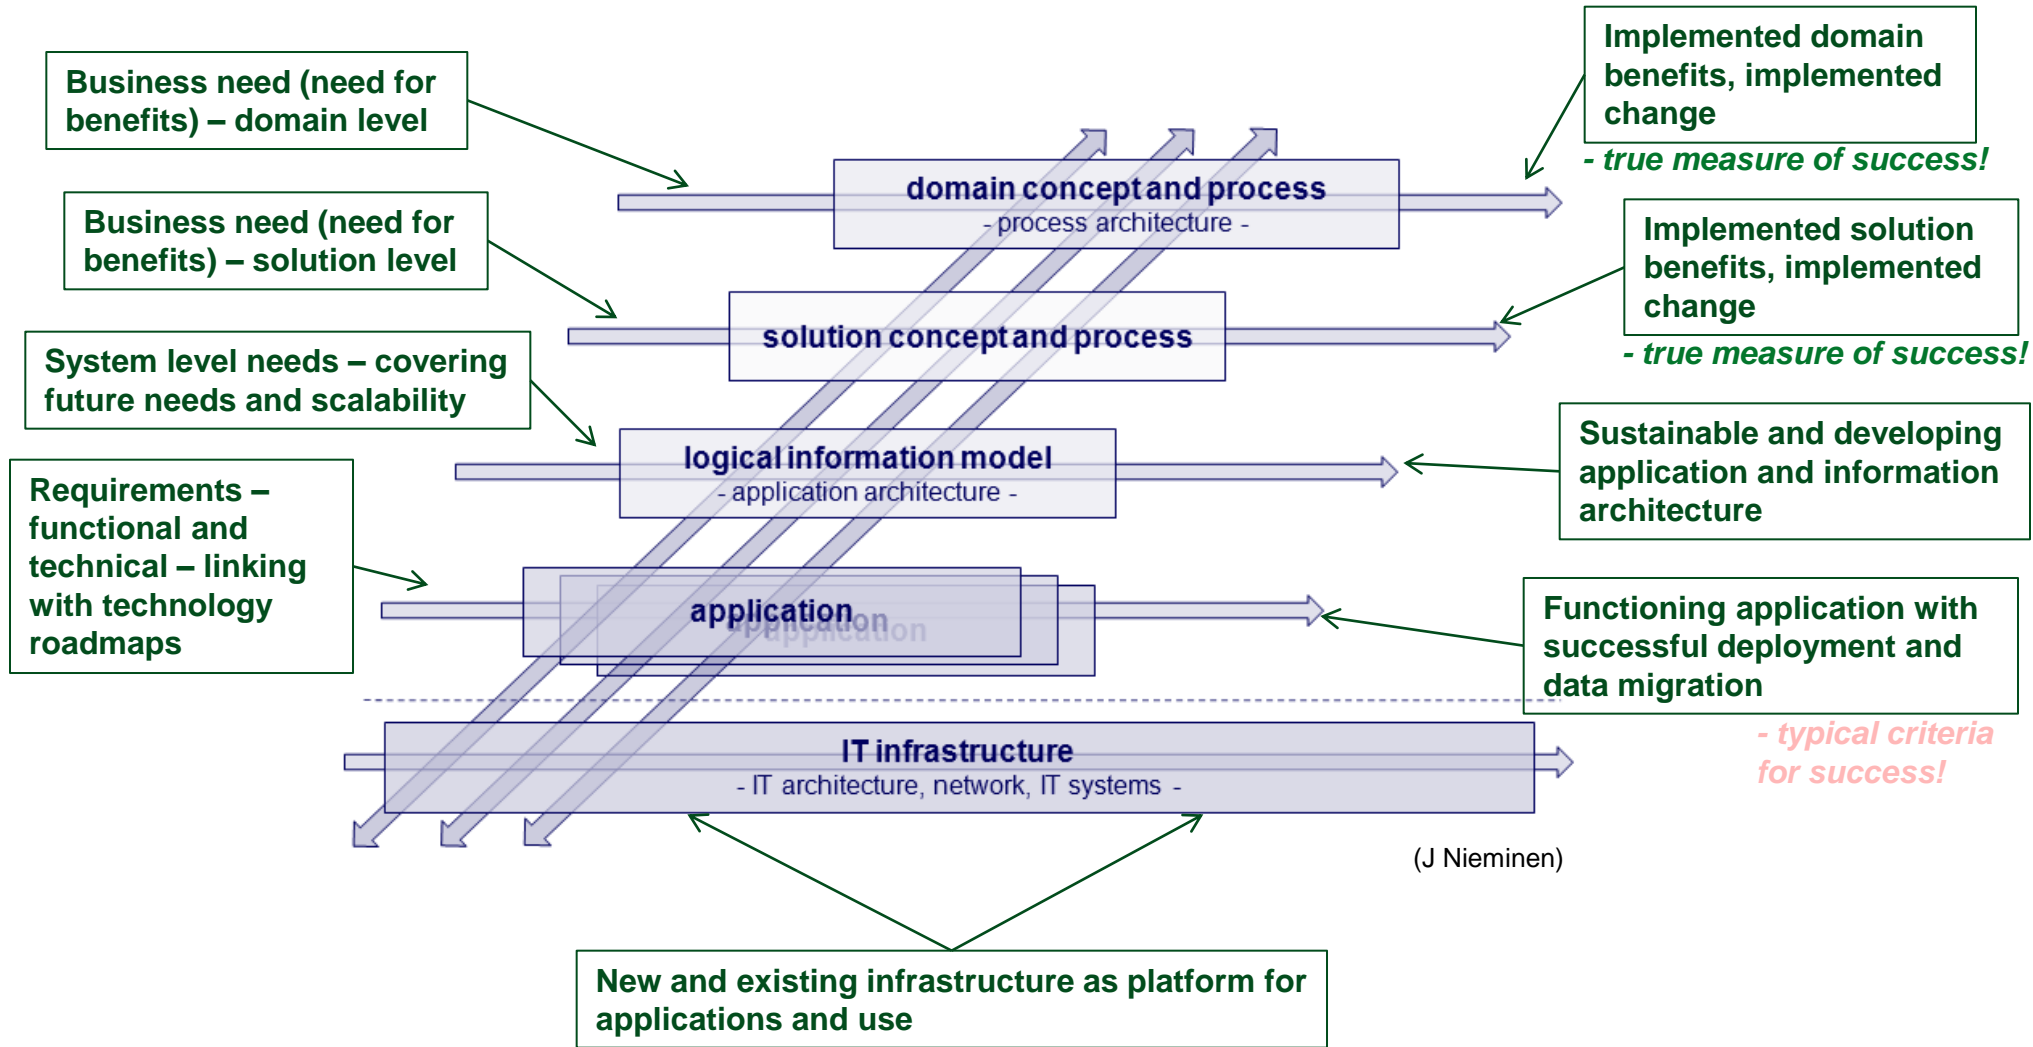 Business need (need for
benefits) – domain level
Business need (need for
benefits) – solution level
System level needs – covering
future needs and scalability
Requirements –
functional and
technical – linking
with technology
roadmaps
domain concept and process
- process architecture -
solution concept and process
logical information model
- application architecture -
application
application
application
IT infrastructure
- IT architecture, network, IT systems -
Implemented domain
benefits, implemented
change
- true measure of success!
Implemented solution
benefits, implemented
change
- true measure of success!
Sustainable and developing
application and information
architecture
Functioning application with
successful deployment and
data migration
- typical criteria
for success!
(J Nieminen)
New and existing infrastructure as platform for
applications and use